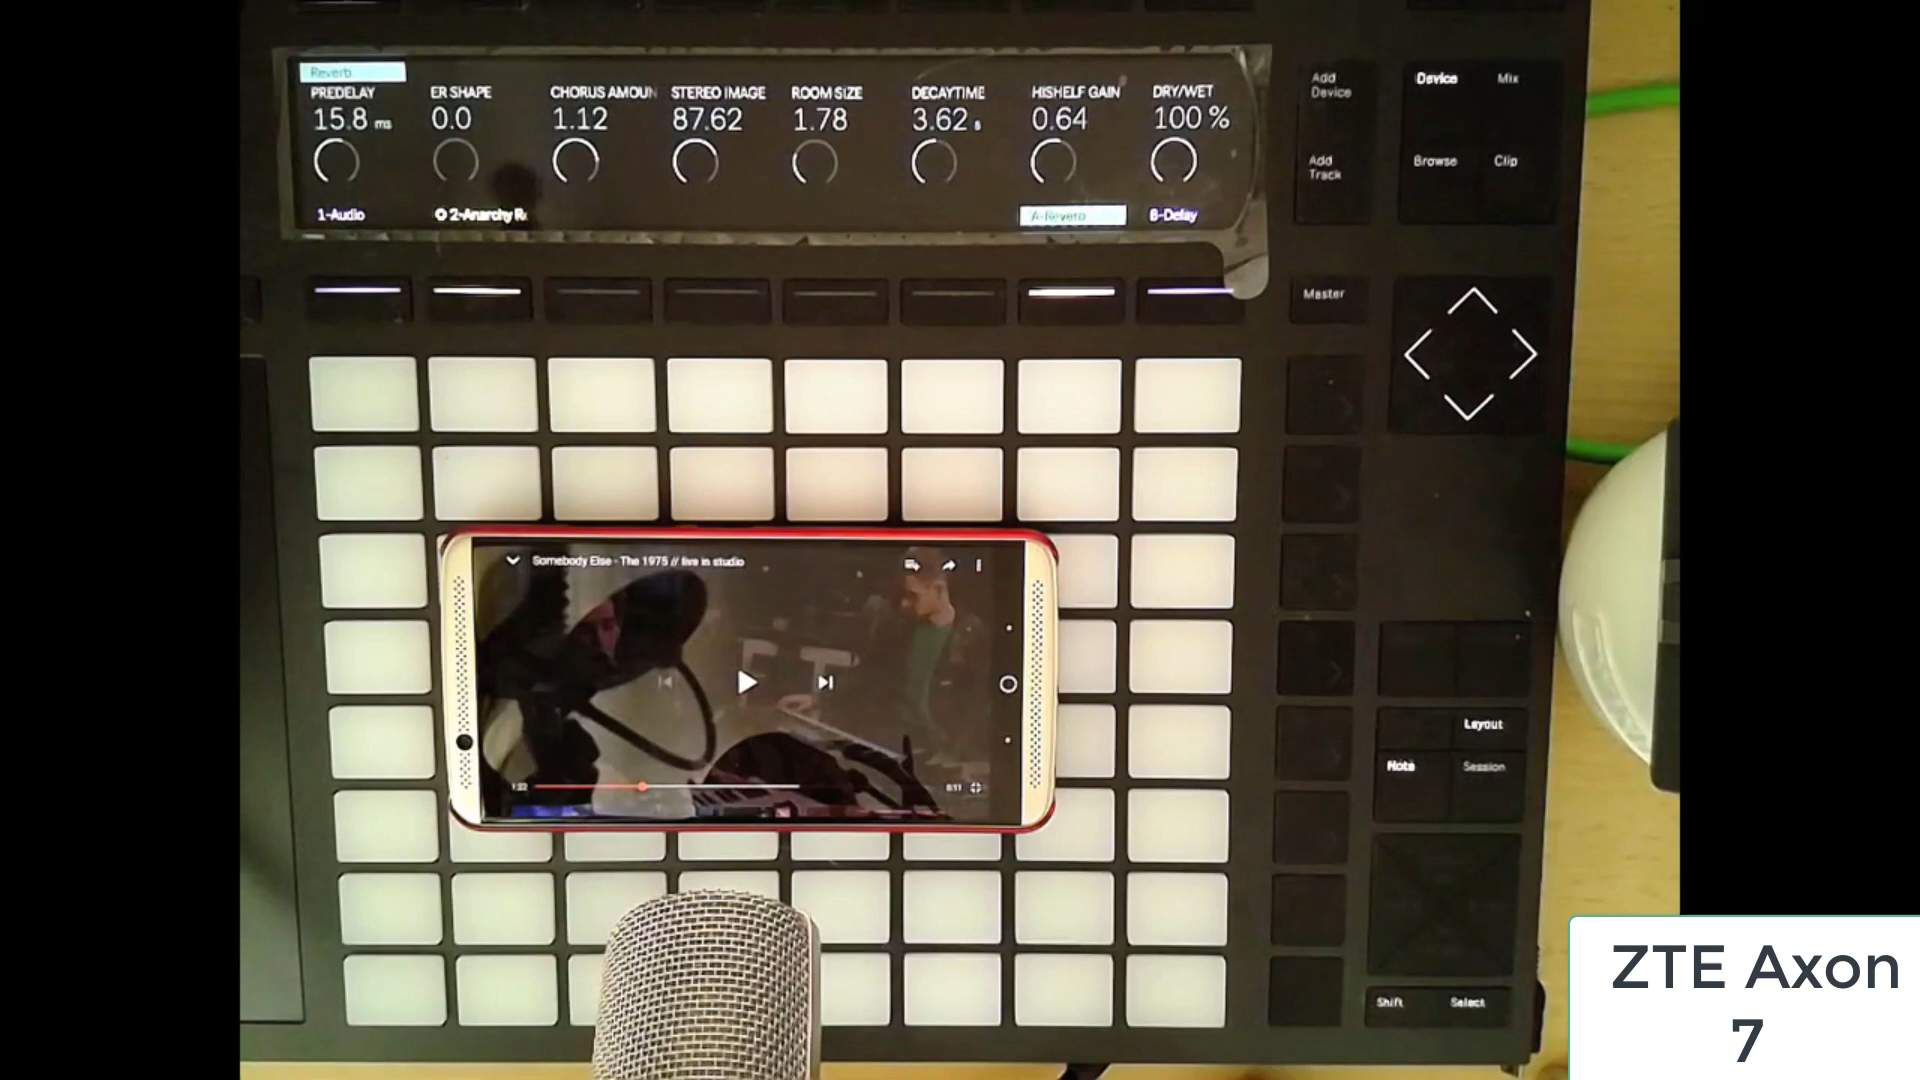 Reverb
PREDELAY ER SHAPE CHORUS AMOUN STEREO IMAGE ROOM SIZE DECAYTIME HISHELF GAIN DRY/WET
15.8 ms 0.0 1.12 87.62 1.78 3.62 s 0.64 100 %
1-Audio 2-Anarchy R A-Reverb B-Delay
Add
Device
Device Mix
Add
Track
Browse Clip
Master
Somebody Else - The 1975 // live in studio
1:22
Layout
Note Session
Shift Select
ZTE Axon
7